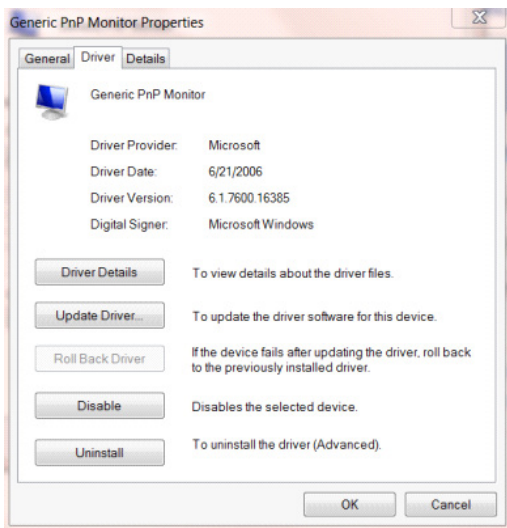 Generic PnP Monitor Properties
General Driver Details
Generic PnP Monitor
Driver Provider: Microsoft
Driver Date: 6/21/2006
Driver Version: 6.1.7600.16385
Digital Signer: Microsoft Windows
Driver Details To view details about the driver files.
Update Driver... To update the driver software for this device.
Roll Back Driver If the device fails after updating the driver, roll back
to the previously installed driver.
Disable Disables the selected device.
Uninstall To uninstall the driver (Advanced).
OK Cancel